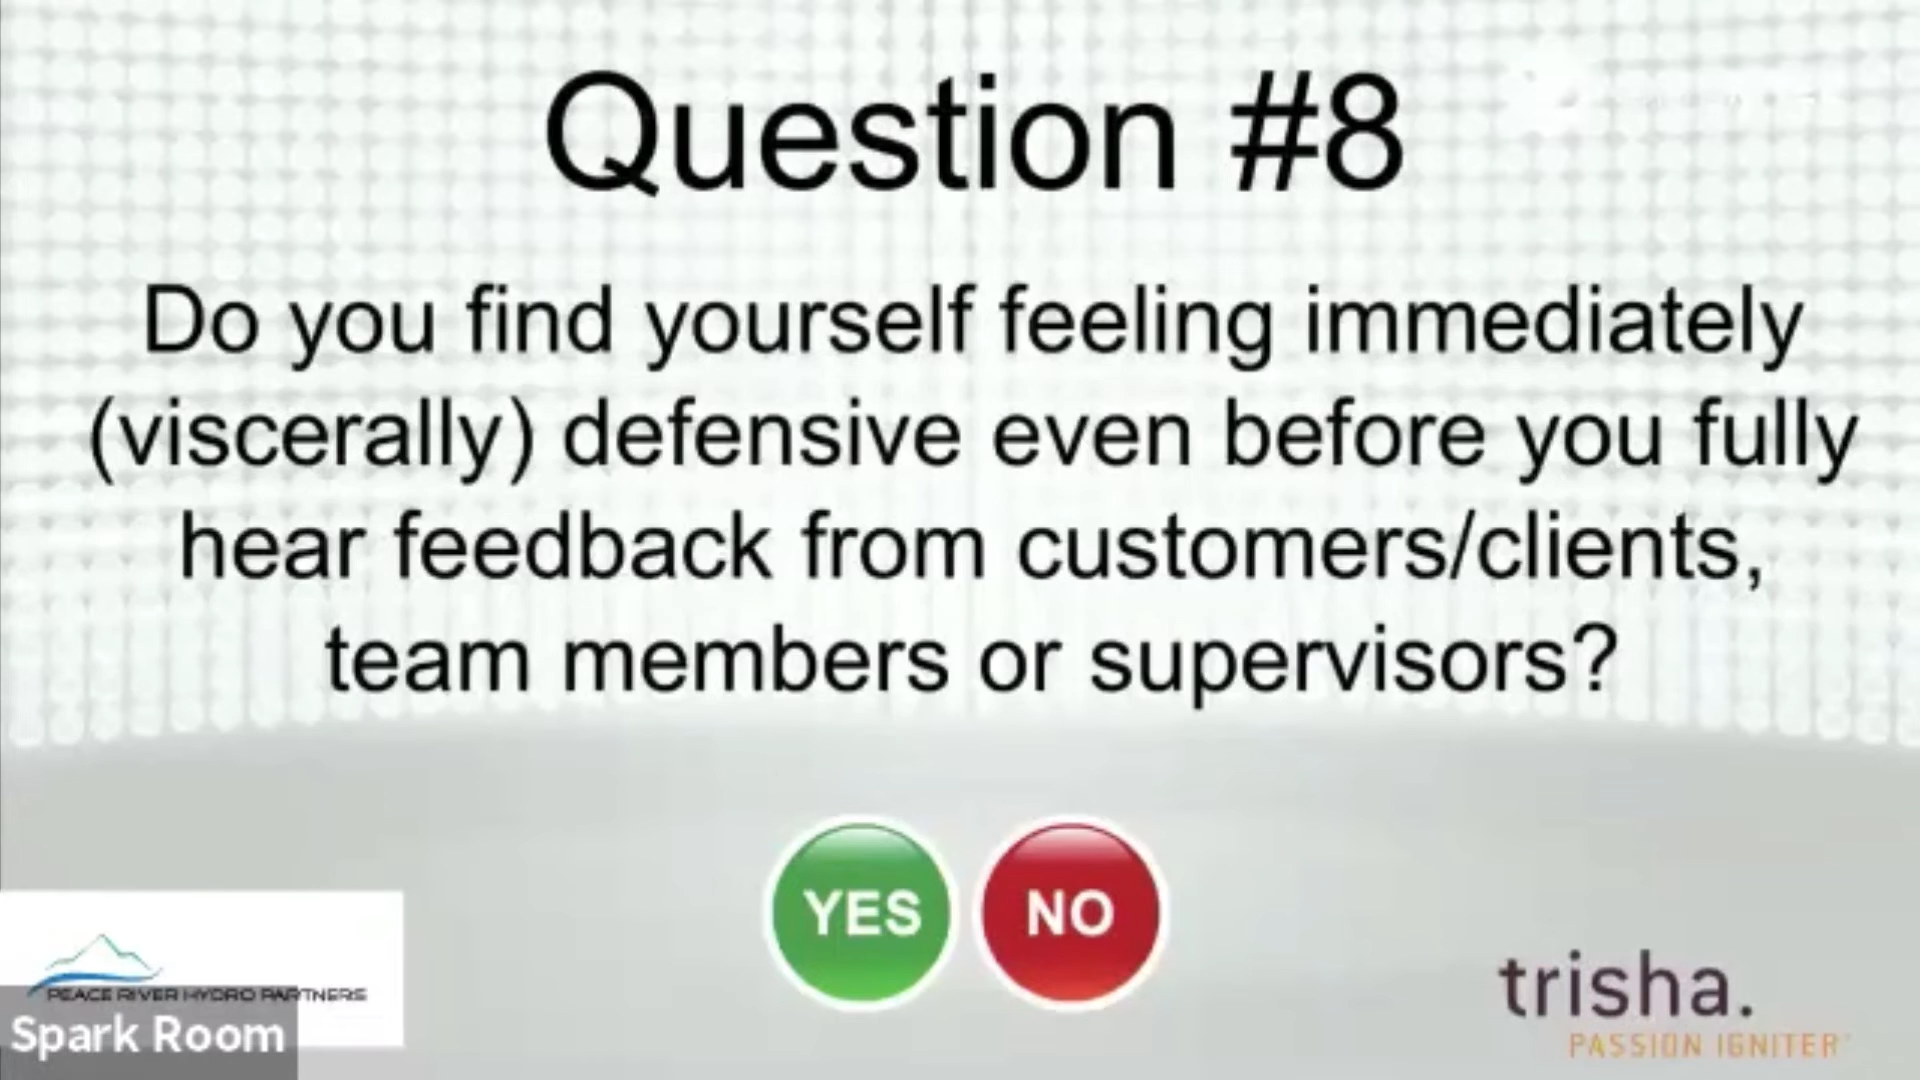 Question #8
Do you find yourself feeling immediately
(viscerally) defensive even before you fully
hear feedback from customers/clients,
team members or supervisors?
YES NO
PEACE RIVER HYDRO PARTNERS
Spark Room
trisha.
PASSION IGNITER